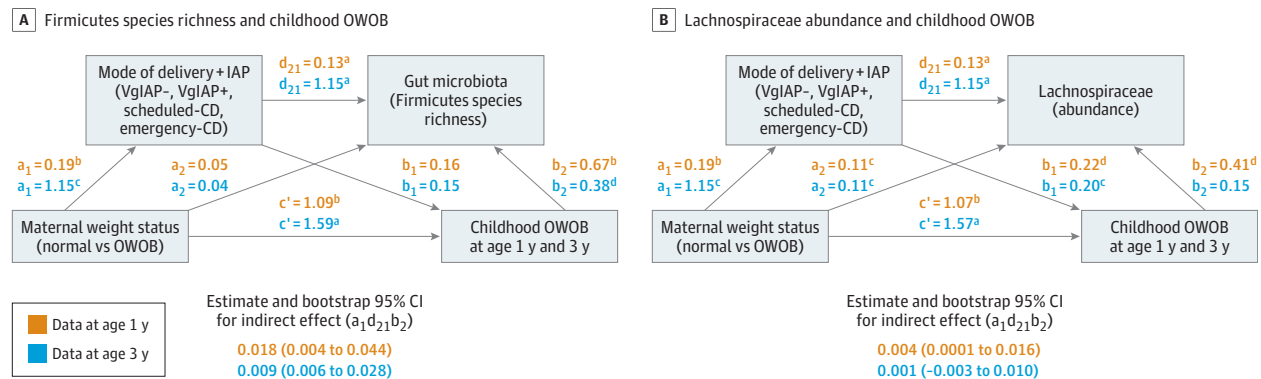 A Firmicutes species richness and childhood OWOB
Mode of delivery + IAP
(VgIAP-, VgIAP+,
scheduled-CD,
emergency-CD)
d21 = 0.13a
d21 = 1.15a
Gut microbiota
(Firmicutes species
richness)
a1 = 0.19b
a1 = 1.15c
a2 = 0.05
a2 = 0.04
b1 = 0.16
b1 = 0.15
b2 = 0.67b
b2 = 0.38d
Maternal weight status
(normal vs OWOB)
c' = 1.09b
c' = 1.59a
Childhood OWOB
at age 1 y and 3 y
Estimate and bootstrap 95% CI
for indirect effect (a1d21b2)
0.018 (0.004 to 0.044)
0.009 (0.006 to 0.028)
Data at age 1 y
Data at age 3 y
B Lachnospiraceae abundance and childhood OWOB
Mode of delivery + IAP
(VgIAP-, VgIAP+,
scheduled-CD,
emergency-CD)
d21 = 0.13a
d21 = 1.15a
Lachnospiraceae
(abundance)
a1 = 0.19b
a1 = 1.15c
a2 = 0.11c
a2 = 0.11c
b1 = 0.22d
b1 = 0.20c
b2 = 0.41d
b2 = 0.15
Maternal weight status
(normal vs OWOB)
c' = 1.07b
c' = 1.57a
Childhood OWOB
at age 1 y and 3 y
Estimate and bootstrap 95% CI
for indirect effect (a1d21b2)
0.004 (0.0001 to 0.016)
0.001 (-0.003 to 0.010)